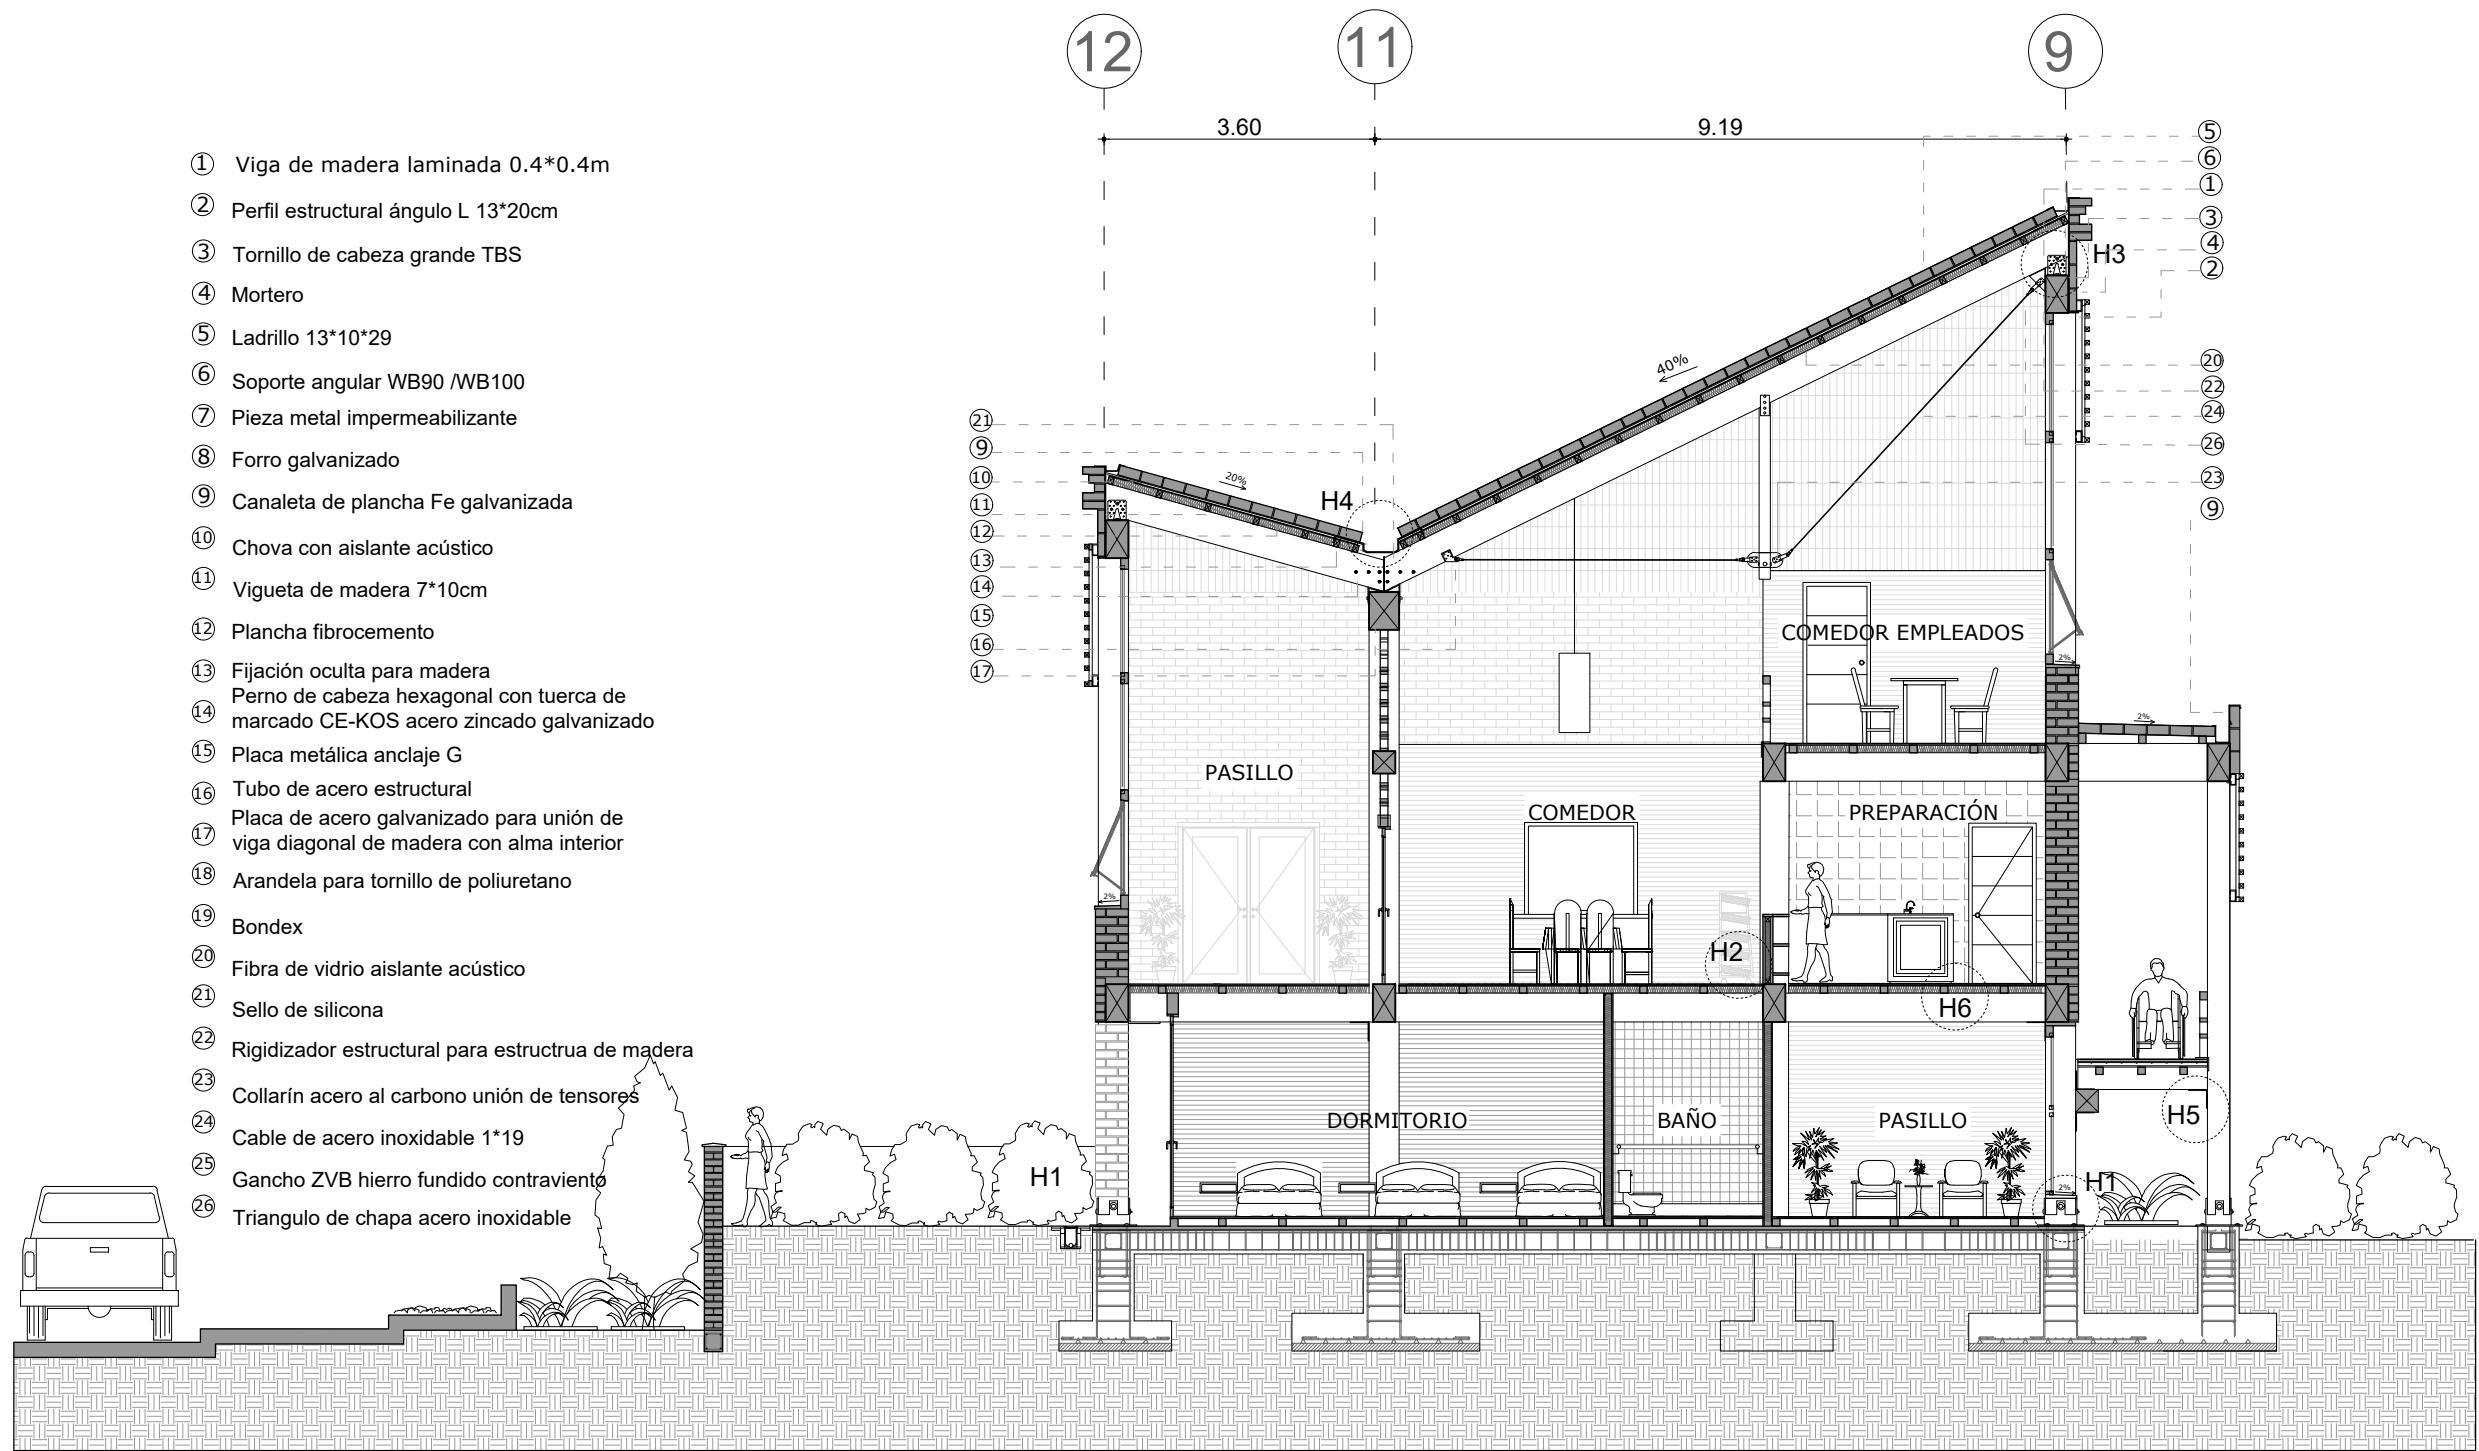 12
11
9
3.60
9.19
1 Viga de madera laminada 0.4*0.4m
2 Perfil estructural ángulo L 13*20cm
3 Tornillo de cabeza grande TBS
4 Mortero
5 Ladrillo 13*10*29
6 Soporte angular WB90 /WB100
7 Pieza metal impermeabilizante
8 Forro galvanizado
9 Canaleta de plancha Fe galvanizada
10 Chova con aislante acústico
11 Vigueta de madera 7*10cm
12 Plancha fibrocemento
13 Fijación oculta para madera
14 Perno de cabeza hexagonal con tuerca de
marcado CE-KOS acero zincado galvanizado
15 Placa metálica anclaje G
16 Tubo de acero estructural
17 Placa de acero galvanizado para unión de
viga diagonal de madera con alma interior
18 Arandela para tornillo de poliuretano
19 Bondex
20 Fibra de vidrio aislante acústico
21 Sello de silicona
22 Rigidizador estructural para estructrua de madera
23 Collarín acero al carbono unión de tensores
24 Cable de acero inoxidable 1*19
25 Gancho ZVB hierro fundido contraviento
26 Triangulo de chapa acero inoxidable
21
9
10
11
12
13
14
15
16
17
5
6
1
3
4
2
20
22
24
26
23
9
H3
40%
20%
H4
COMEDOR EMPLEADOS
2%
2%
PASILLO
COMEDOR
PREPARACIÓN
2%
H2
H6
DORMITORIO
BAÑO
PASILLO
H5
H1
H1
2%